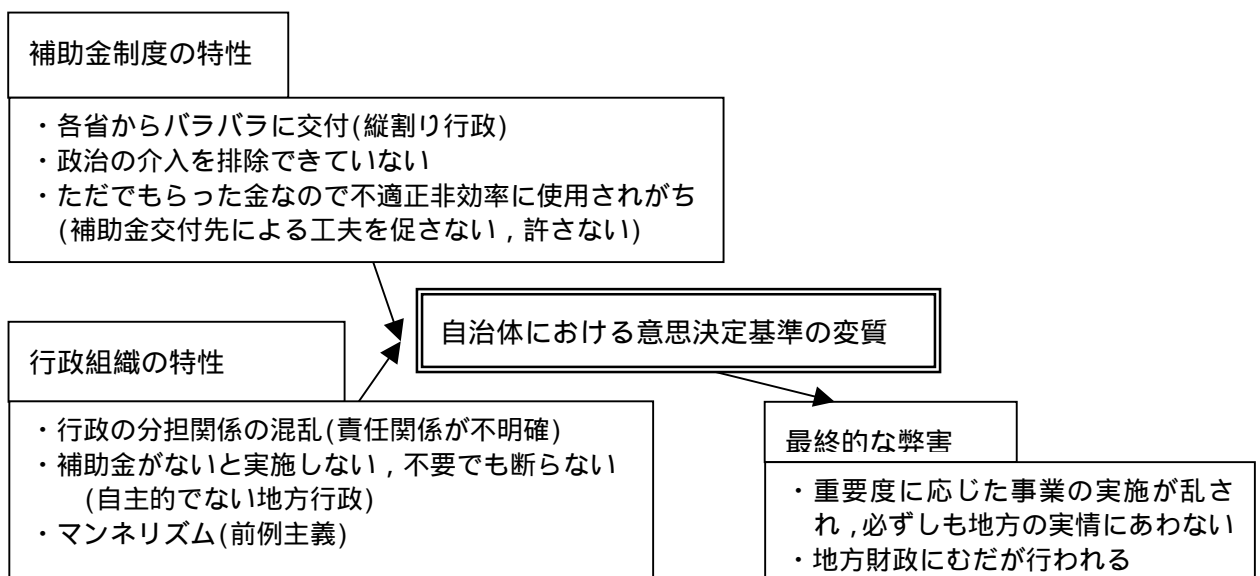 補助金制度の特性
・各省からバラバラに交付(縦割り行政)
・政治の介入を排除できていない
・ただでもらった金なので不適正非効率に使用されがち
(補助金交付先による工夫を促さない，許さない)
自治体における意思決定基準の変質
行政組織の特性
・行政の分担関係の混乱(責任関係が不明確)
・補助金がないと実施しない，不要でも断らない
(自主的でない地方行政)
・マンネリズム(前例主義)
最終的な弊害
・重要度に応じた事業の実施が乱さ
れ，必ずしも地方の実情にあわない
・地方財政にむだが行われる